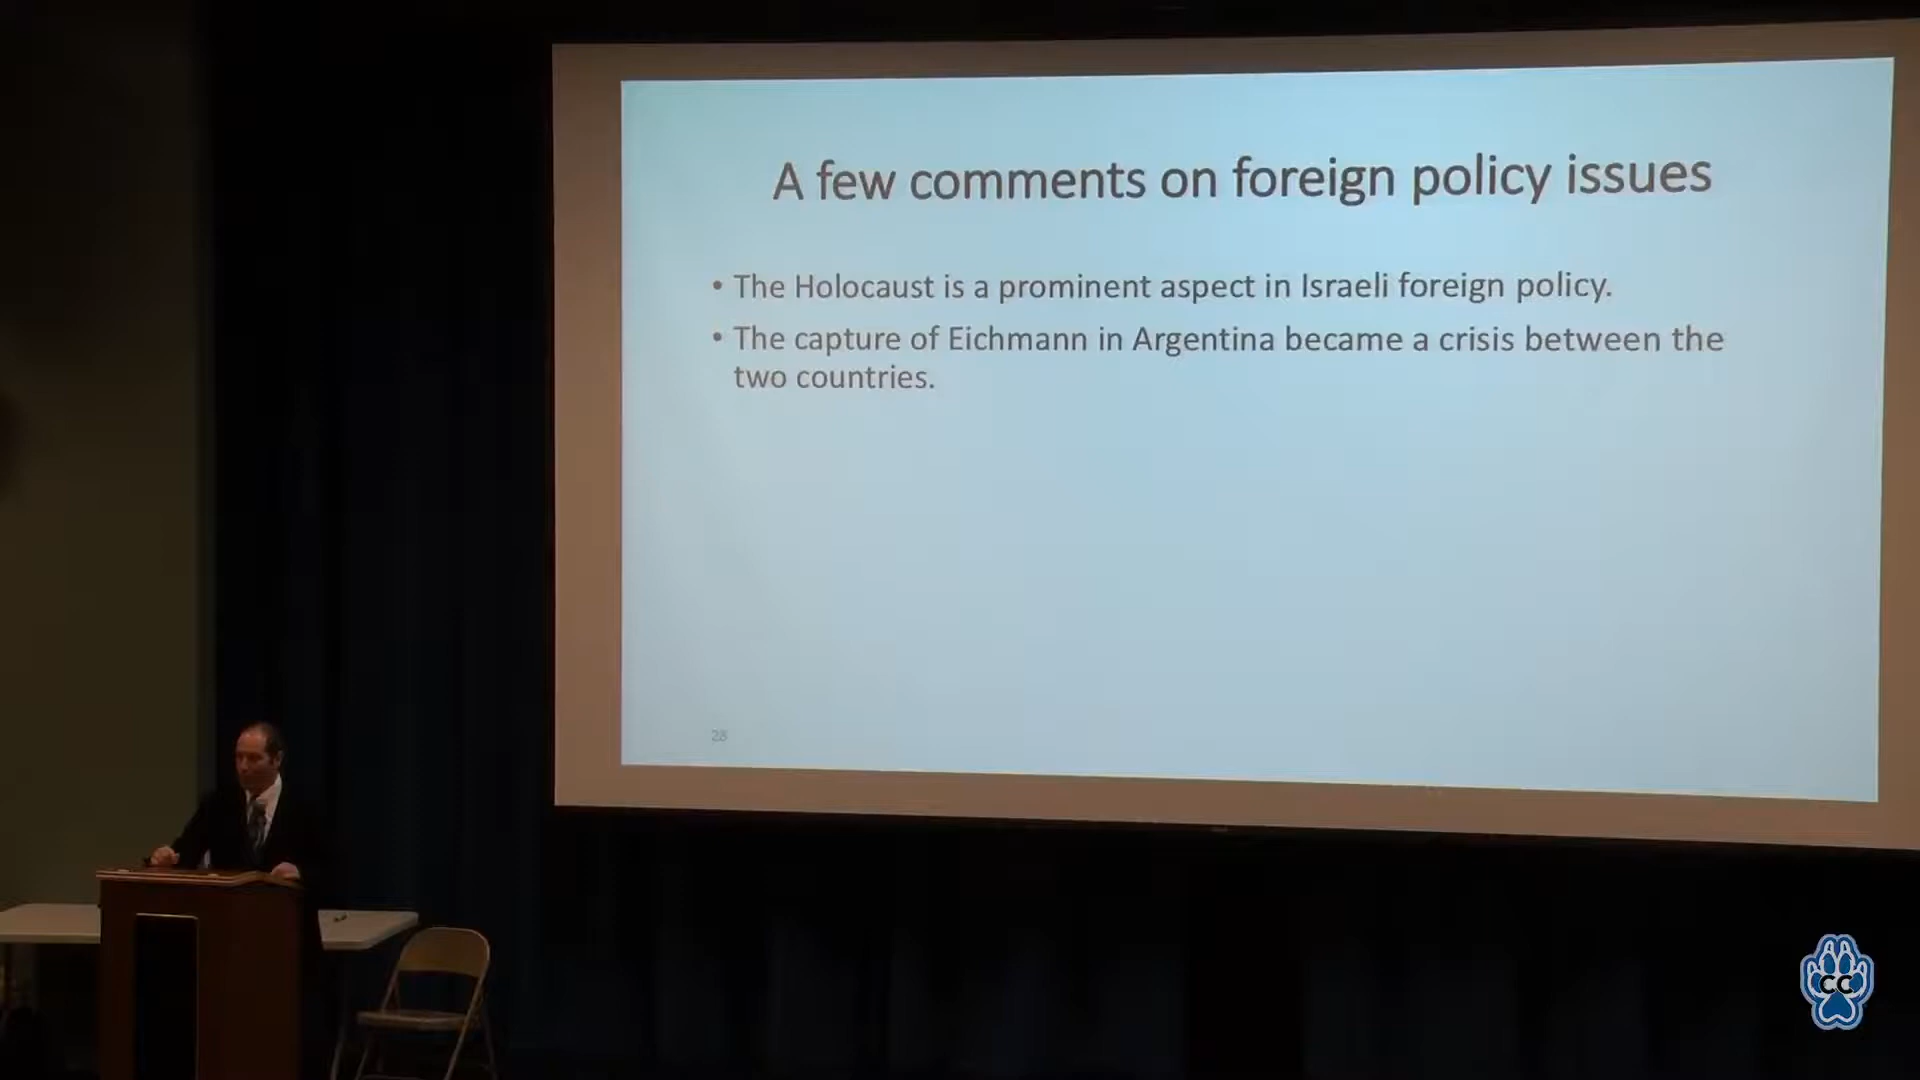 A few comments on foreign policy issues
• The Holocaust is a prominent aspect in Israeli foreign policy.
• The capture of Eichmann in Argentina became a crisis between the
two countries.
28
CC